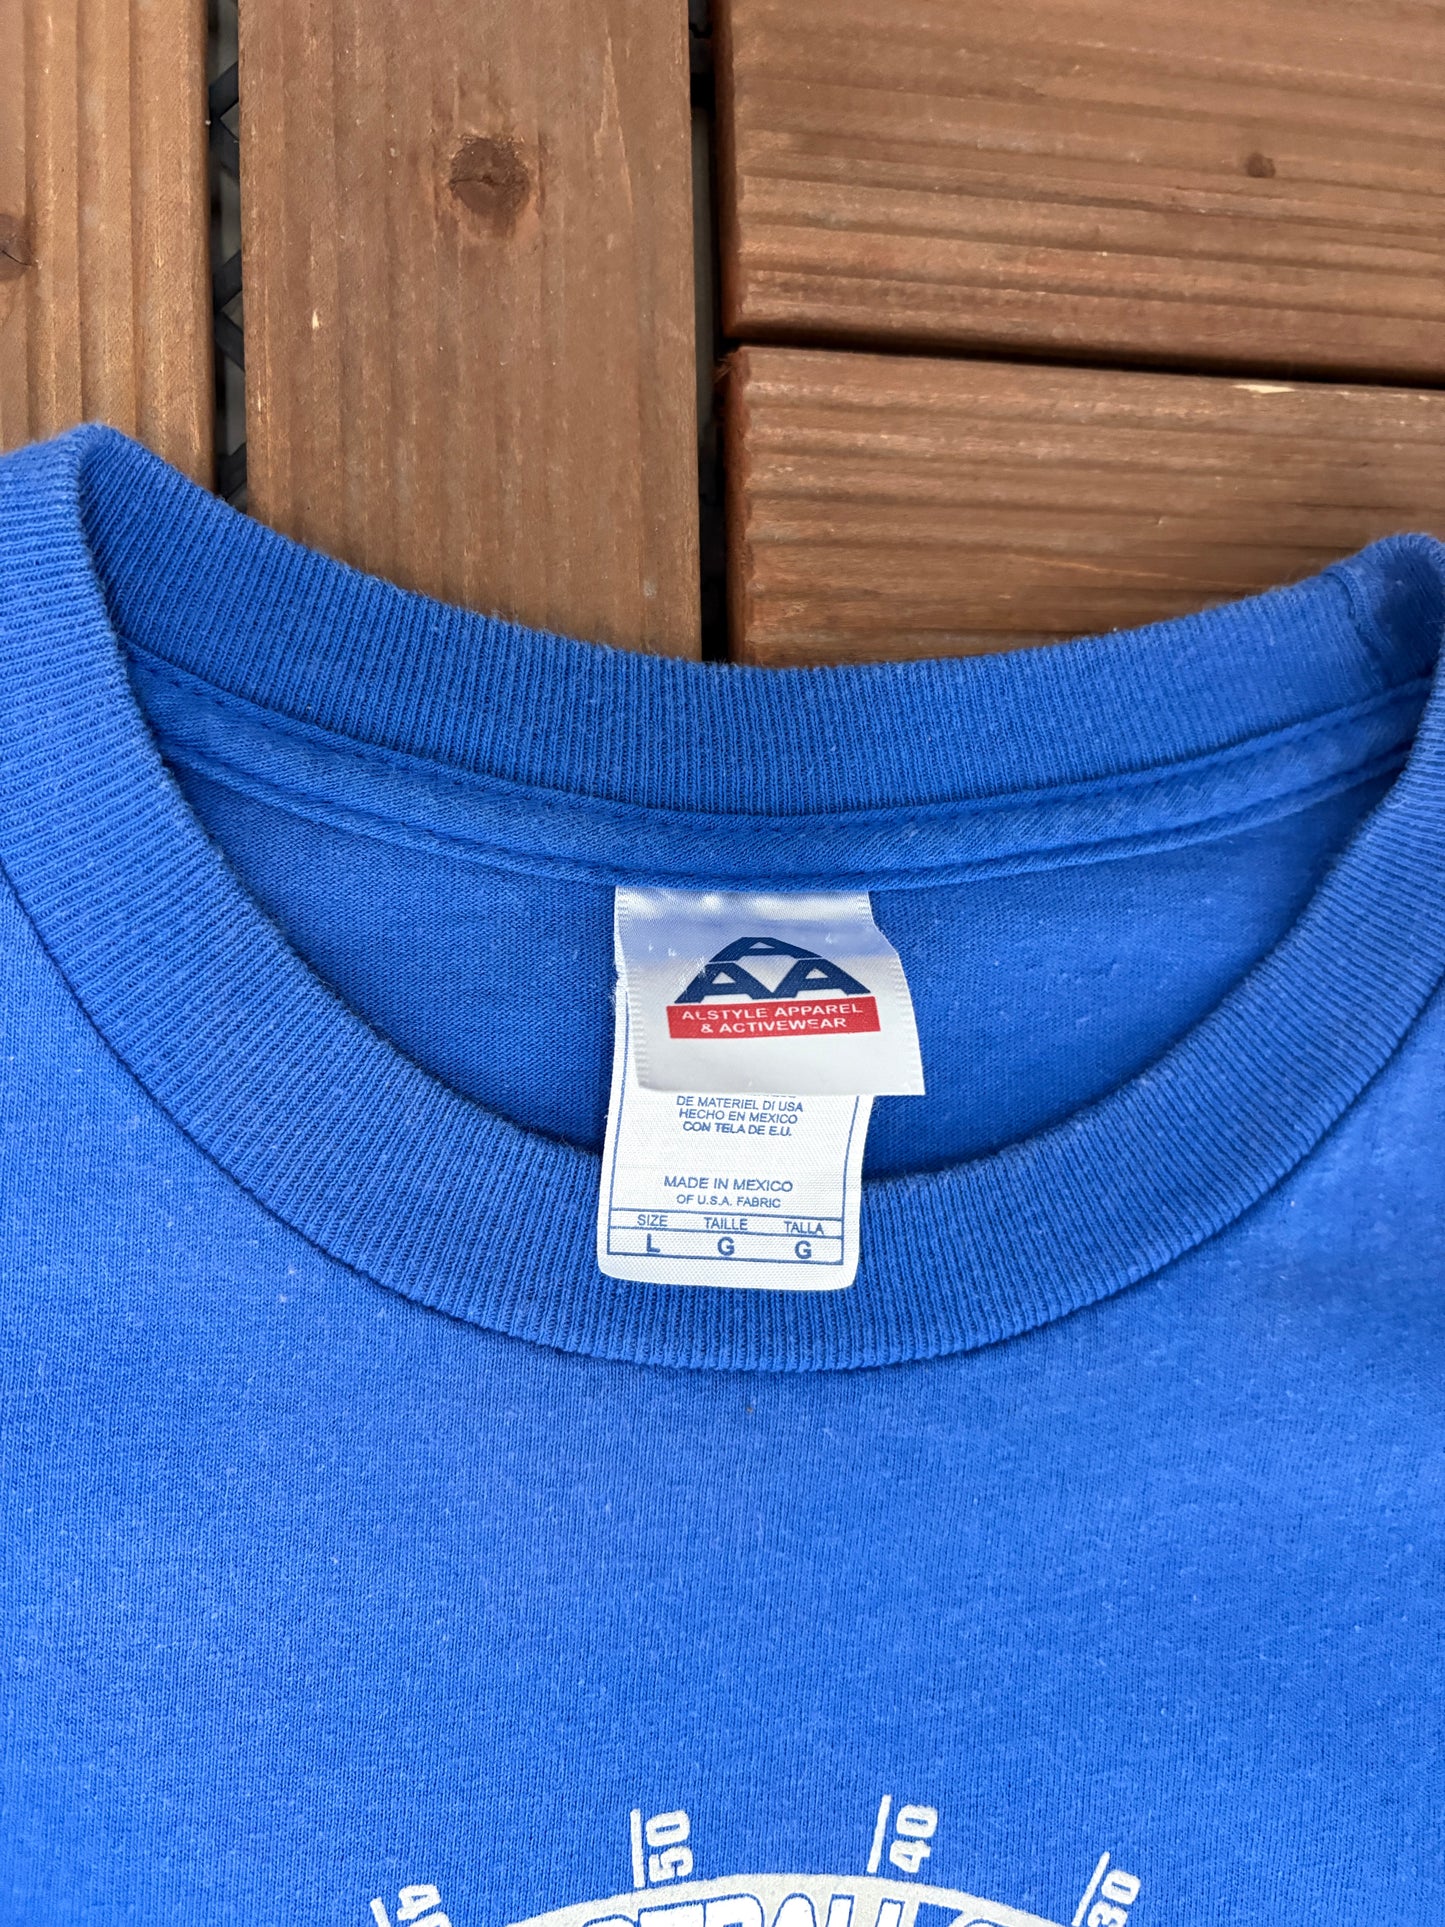 AAA
ALSTYLE APPAREL
& ACTIVEWEAR
DE MATERIEL DI USA
HECHO EN MEXICO
CON TELA DE E.U.
MADE IN MEXICO
OF U.S.A. FABRIC
SIZE TAILLE TALLA
L G G
50 40
30